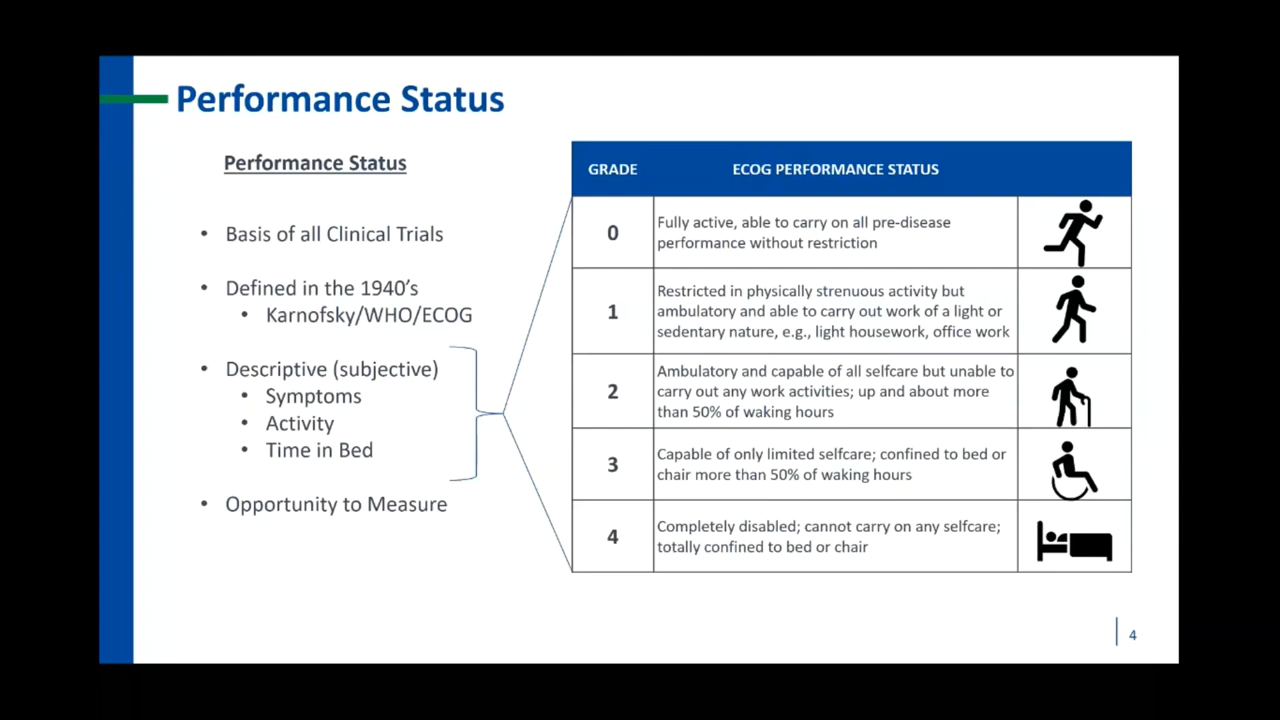 Performance Status
Performance Status
• Basis of all Clinical Trials
• Defined in the 1940’s
• Karnofsky/WHO/ECOG
• Descriptive (subjective)
• Symptoms
• Activity
• Time in Bed
• Opportunity to Measure
GRADE ECOG PERFORMANCE STATUS
0
Fully active, able to carry on all pre-disease
performance without restriction
1
Restricted in physically strenuous activity but
ambulatory and able to carry out work of a light or
sedentary nature, e.g., light housework, office work
2
Ambulatory and capable of all selfcare but unable to
carry out any work activities; up and about more
than 50% of waking hours
3
Capable of only limited selfcare; confined to bed or
chair more than 50% of waking hours
4
Completely disabled; cannot carry on any selfcare;
totally confined to bed or chair
4